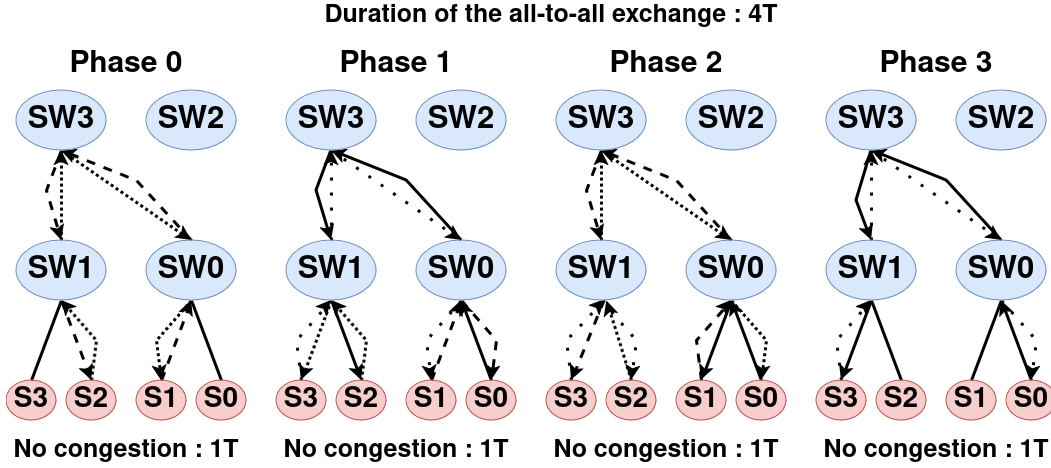 Duration of the all-to-all exchange : 4T
Phase 0 Phase 1 Phase 2 Phase 3
SW3 SW2 SW3 SW2 SW3 SW2 SW3 SW2
SW1 SW0 SW1 SW0 SW1 SW0 SW1 SW0
S3 S2 S1 S0 S3 S2 S1 S0 S3 S2 S1 S0 S3 S2 S1 S0
No congestion : 1T No congestion : 1T No congestion : 1T No congestion : 1T